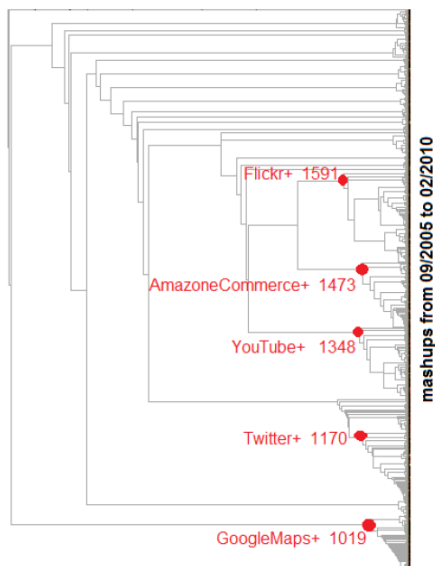 Flickr+ 1591
AmazoneCommerce+ 1473
YouTube+ 1348
Twitter+ 1170
GoogleMaps+ 1019
mashups from 09/2005 to 02/2010